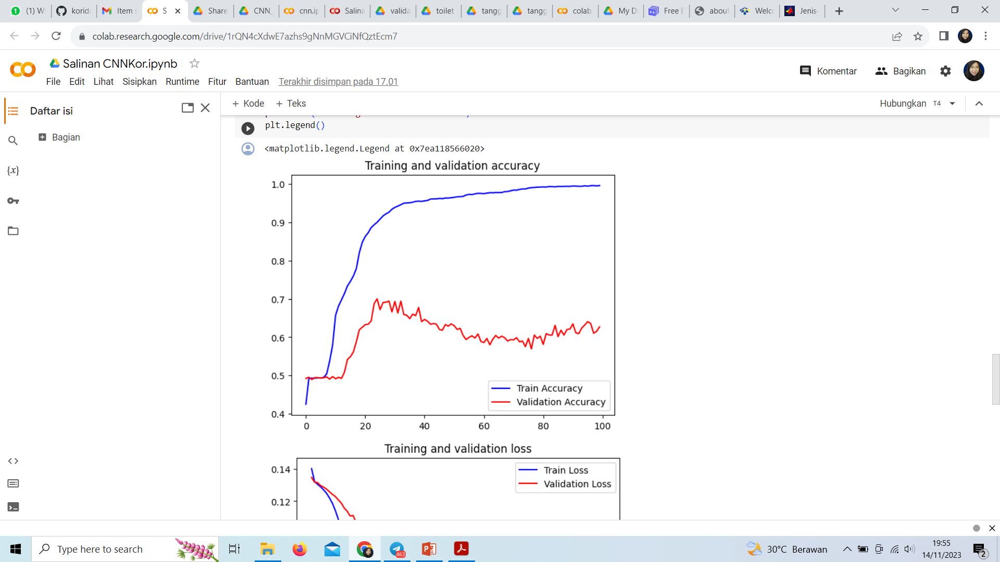 (1) W
korido
Item s
S
Share
CNN_
cnn.ip
Salina
valida
toilet
tangg
tangg
colab.
My Dr
Free
about
Welco
Jenis-
colab.research.google.com/drive/1rQN4cXdwE7azhs9gNnMGVCiNfQztEcm7
Salinan CNNKor.ipynb
File Edit Lihat Sisipkan Runtime Fitur Bantuan Terakhir disimpan pada 17.01
Komentar
Bagikan
Daftar isi
+ Kode + Teks
Hubungkan T4
Bagian
{x}
plt.legend()
<matplotlib.legend.Legend at 0x7ea118566020>
Training and validation accuracy
1.0
0.9
0.8
0.7
0.6
0.5
0.4
Train Accuracy
Validation Accuracy
0 20 40 60 80 100
Training and validation loss
0.14
0.12
Train Loss
Validation Loss
Type here to search
463
30°C Berawan
19:55
14/11/2023
2